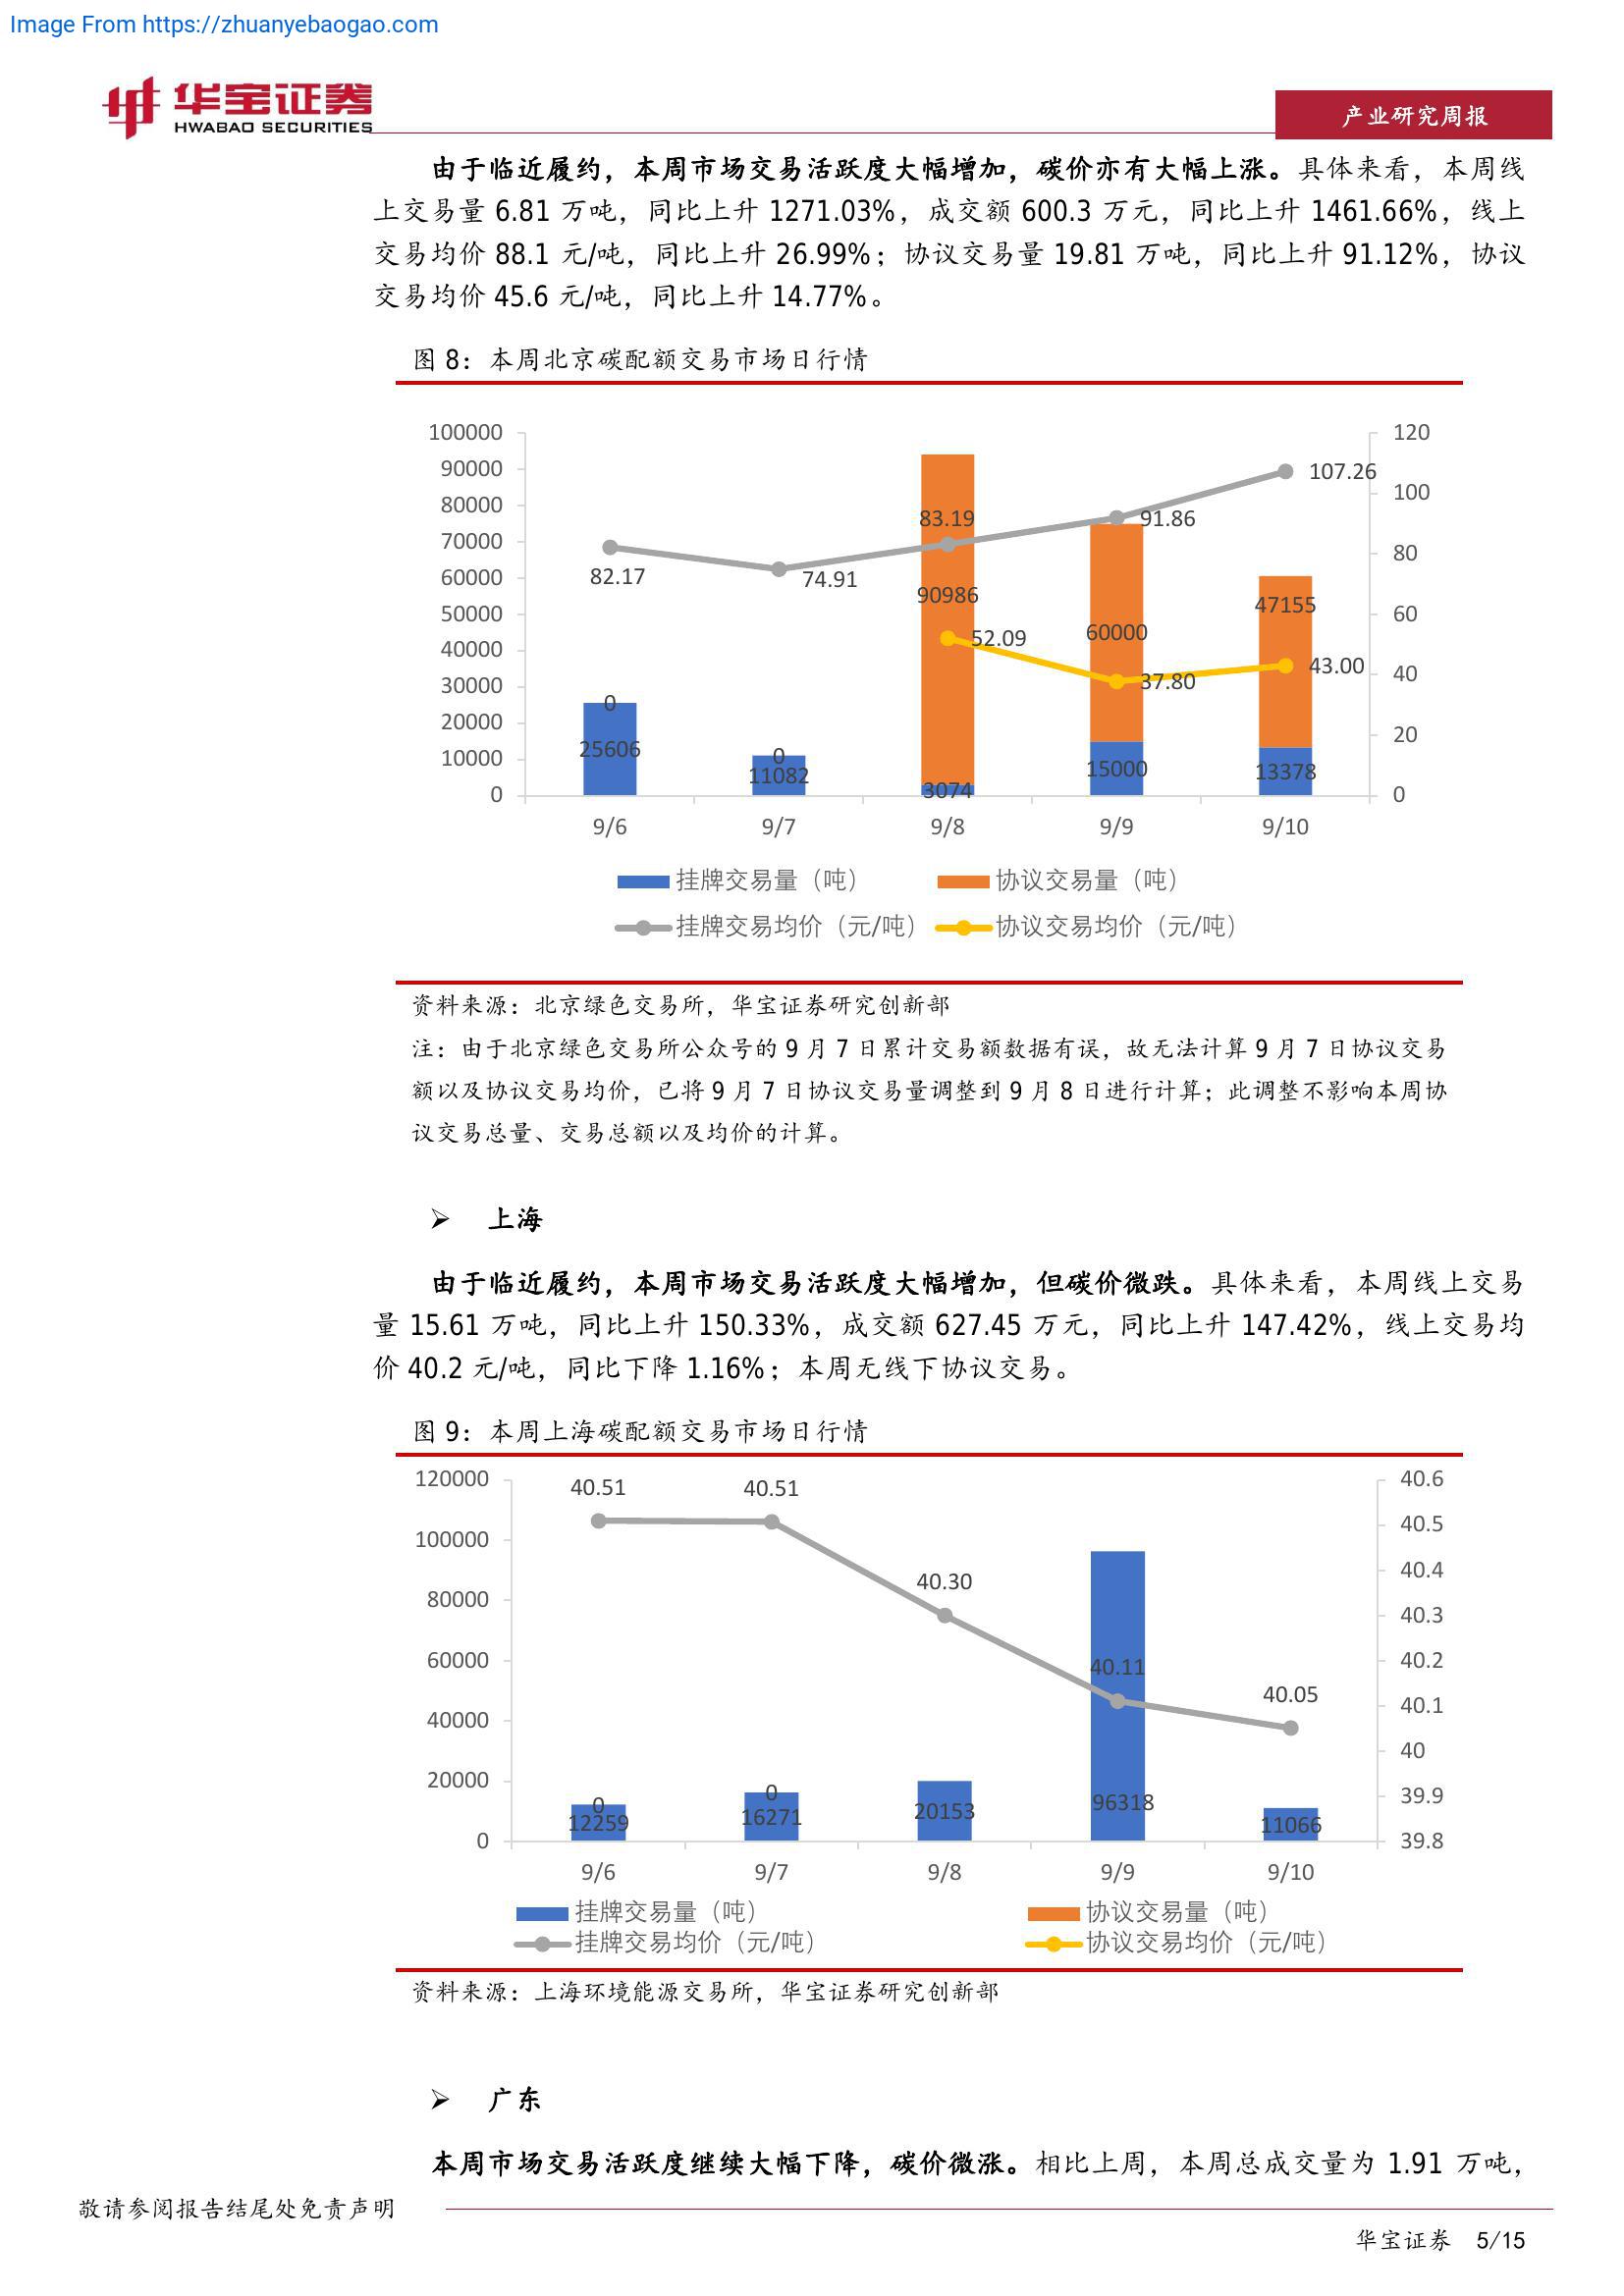 Image From https://zhuanyebaogao.com
华宝证券
HWABAO SECURITIES
产业研究周报
由于临近履约，本周市场交易活跃度大幅增加，碳价亦有大幅上涨。具体来看，本周线
上交易量 6.81 万吨，同比上升 1271.03%，成交额 600.3 万元，同比上升 1461.66%，线上
交易均价 88.1 元/吨，同比上升 26.99%；协议交易量 19.81 万吨，同比上升 91.12%，协议
交易均价 45.6 元/吨，同比上升 14.77%。
图 8：本周北京碳配额交易市场日行情
100000
90000
80000
70000
60000
50000
40000
30000
20000
10000
0
120
100
80
60
40
20
0
82.17
74.91
83.19
91.86
107.26
90986
60000
47155
52.09
37.80
43.00
0
25606
0
11082
3074
15000
13378
9/6
9/7
9/8
9/9
9/10
挂牌交易量（吨）
协议交易量（吨）
挂牌交易均价（元/吨）
协议交易均价（元/吨）
资料来源：北京绿色交易所，华宝证券研究创新部
注：由于北京绿色交易所公众号的 9 月 7 日累计交易额数据有误，故无法计算 9 月 7 日协议交易
额以及协议交易均价，已将 9 月 7 日协议交易量调整到 9 月 8 日进行计算；此调整不影响本周协
议交易总量、交易总额以及均价的计算。
➢ 上海
由于临近履约，本周市场交易活跃度大幅增加，但碳价微跌。具体来看，本周线上交易
量 15.61 万吨，同比上升 150.33%，成交额 627.45 万元，同比上升 147.42%，线上交易均
价 40.2 元/吨，同比下降 1.16%；本周无线下协议交易。
图 9：本周上海碳配额交易市场日行情
120000
100000
80000
60000
40000
20000
0
40.6
40.5
40.4
40.3
40.2
40.1
40
39.9
39.8
40.51
40.51
40.30
40.11
40.05
0
12259
0
16271
20153
96318
11066
9/6
9/7
9/8
9/9
9/10
挂牌交易量（吨）
协议交易量（吨）
挂牌交易均价（元/吨）
协议交易均价（元/吨）
资料来源：上海环境能源交易所，华宝证券研究创新部
➢ 广东
本周市场交易活跃度继续大幅下降，碳价微涨。相比上周，本周总成交量为 1.91 万吨，
敬请参阅报告结尾处免责声明
华宝证券 5/15